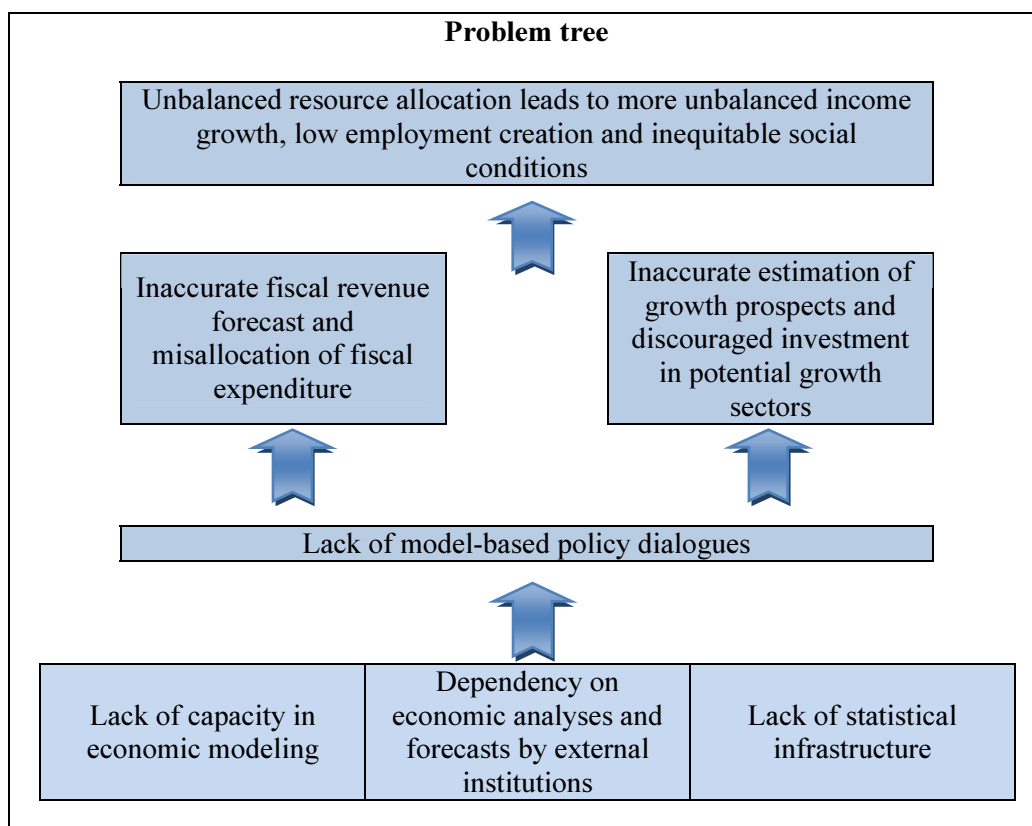 Problem tree
Unbalanced resource allocation leads to more unbalanced income
growth, low employment creation and inequitable social
conditions
Inaccurate fiscal revenue
forecast and
misallocation of fiscal
expenditure
Inaccurate estimation of
growth prospects and
discouraged investment
in potential growth
sectors
Lack of model-based policy dialogues
Lack of capacity in
economic modeling
Dependency on
economic analyses and
forecasts by external
institutions
Lack of statistical
infrastructure